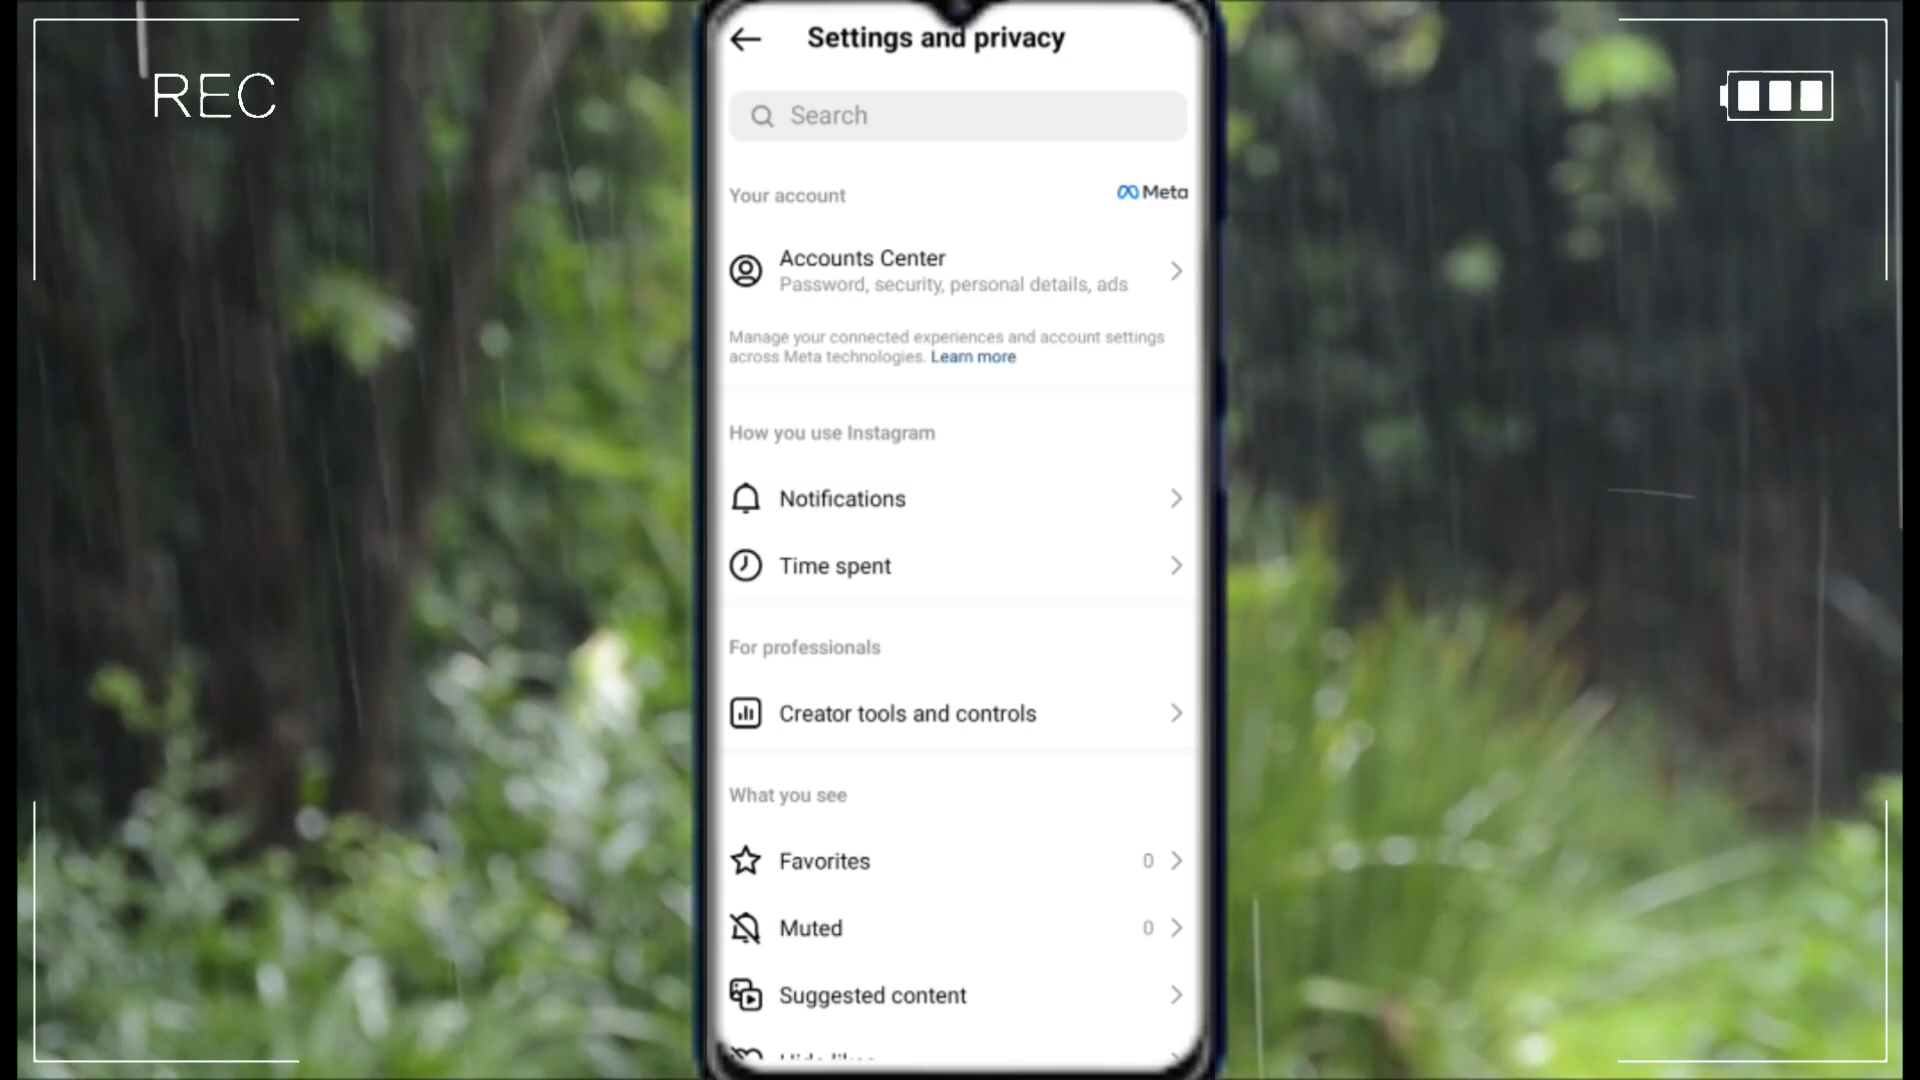 REC
Settings and privacy
Search
Your account
Meta
Accounts Center
Password, security, personal details, ads
Manage your connected experiences and account settings
across Meta technologies. Learn more
How you use Instagram
Notifications
Time spent
For professionals
Creator tools and controls
What you see
Favorites 0
Muted 0
Suggested content